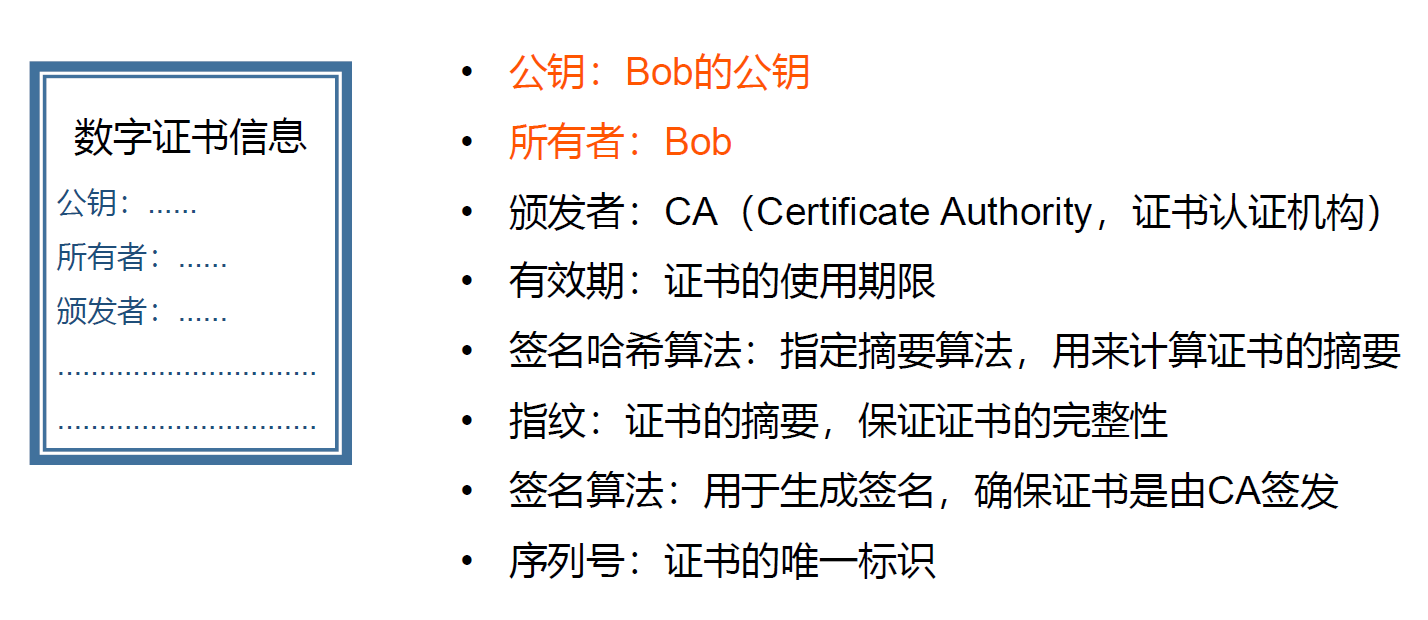 数字证书信息
公钥：......
所有者：......
颁发者：......
...............................
...............................
• 公钥：Bob的公钥
• 所有者：Bob
• 颁发者：CA（Certificate Authority，证书认证机构）
• 有效期：证书的使用期限
• 签名哈希算法：指定摘要算法，用来计算证书的摘要
• 指纹：证书的摘要，保证证书的完整性
• 签名算法：用于生成签名，确保证书是由CA签发
• 序列号：证书的唯一标识